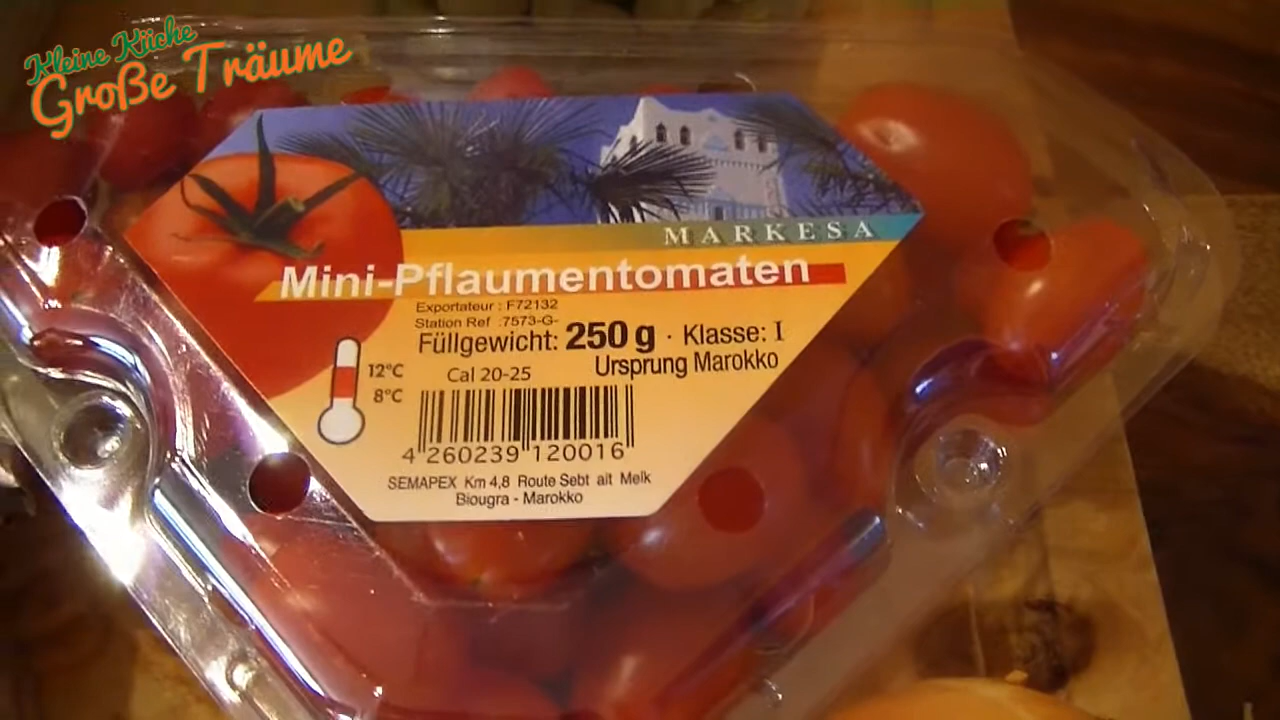 Kleine Küche
Große Träume
MARKESA
Mini-Pflaumentomaten
Exportateur : F72132
Station Ref :7573-G-
Füllgewicht: 250 g · Klasse: I
Ursprung Marokko
12°C
Cal 20-25
8°C
4 260239 120016
SEMAPEX Km 4,8 Route Sebt ait Melk
Biougra - Marokko